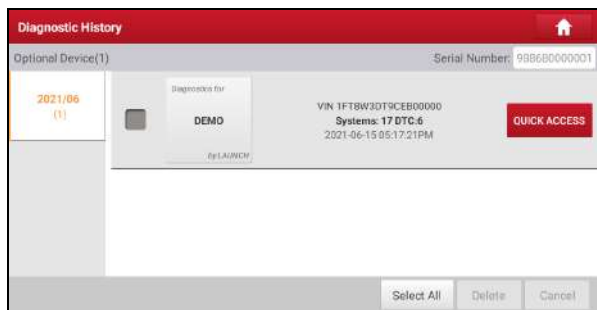 Diagnostic History
Optional Device(1)
Serial Number: 988680000001
2021/06
(1)
Diagnostics for
DEMO
By LAUNCH
VIN 1FT8W3DT9CEB00000
Systems: 17 DTC:6
2021-06-15 05:17:21PM
QUICK ACCESS
Select All
Delete
Cancel